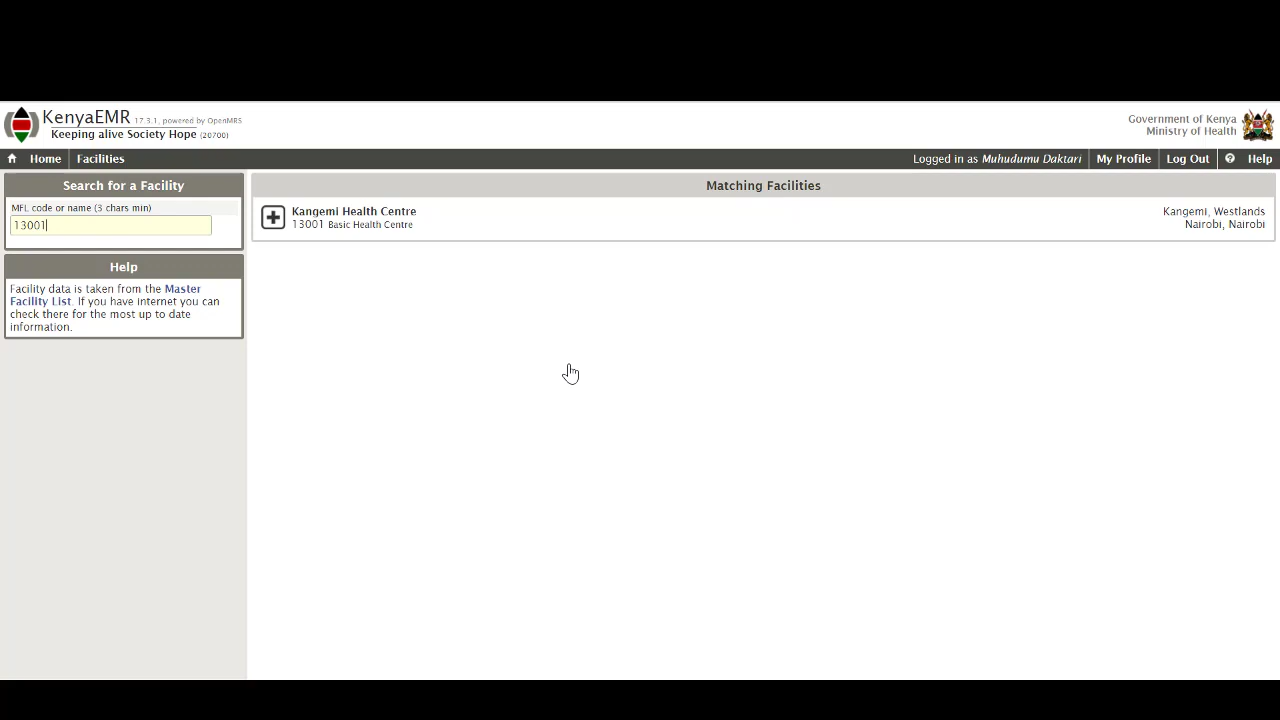 KenyaEMR 17.3.1, powered by OpenMRS
Keeping alive Society Hope (20700)
Government of Kenya
Ministry of Health
Home Facilities
Logged in as Muhudumu Daktari My Profile Log Out Help
Search for a Facility
MFL code or name (3 chars min)
13001
Help
Facility data is taken from the Master
Facility List. If you have internet you can
check there for the most up to date
information.
Matching Facilities
Kangemi Health Centre
13001 Basic Health Centre
Kangemi, Westlands
Nairobi, Nairobi